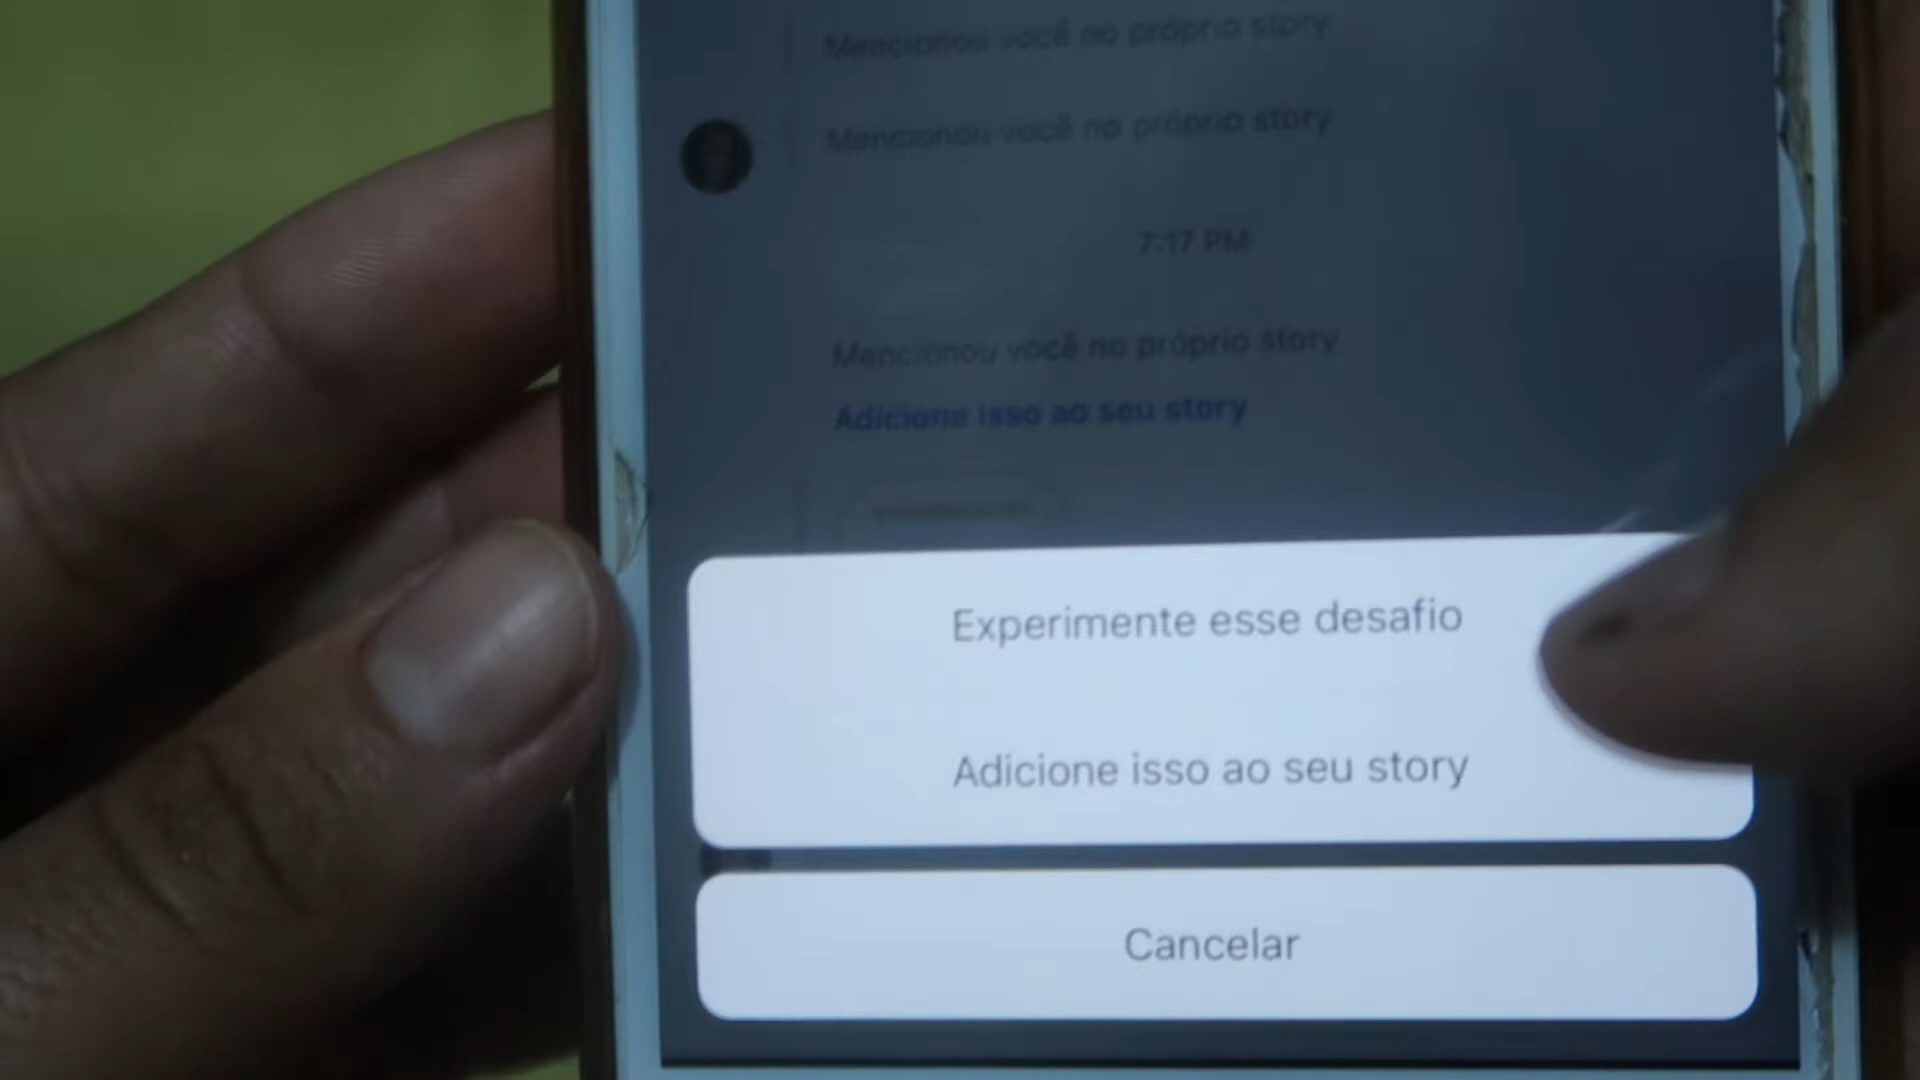 Mencionou você no próprio story
Mencionou você no próprio story
7:17 PM
Mencionou você no próprio story
Adicione isso ao seu story
Experimente esse desafio
Adicione isso ao seu story
Cancelar